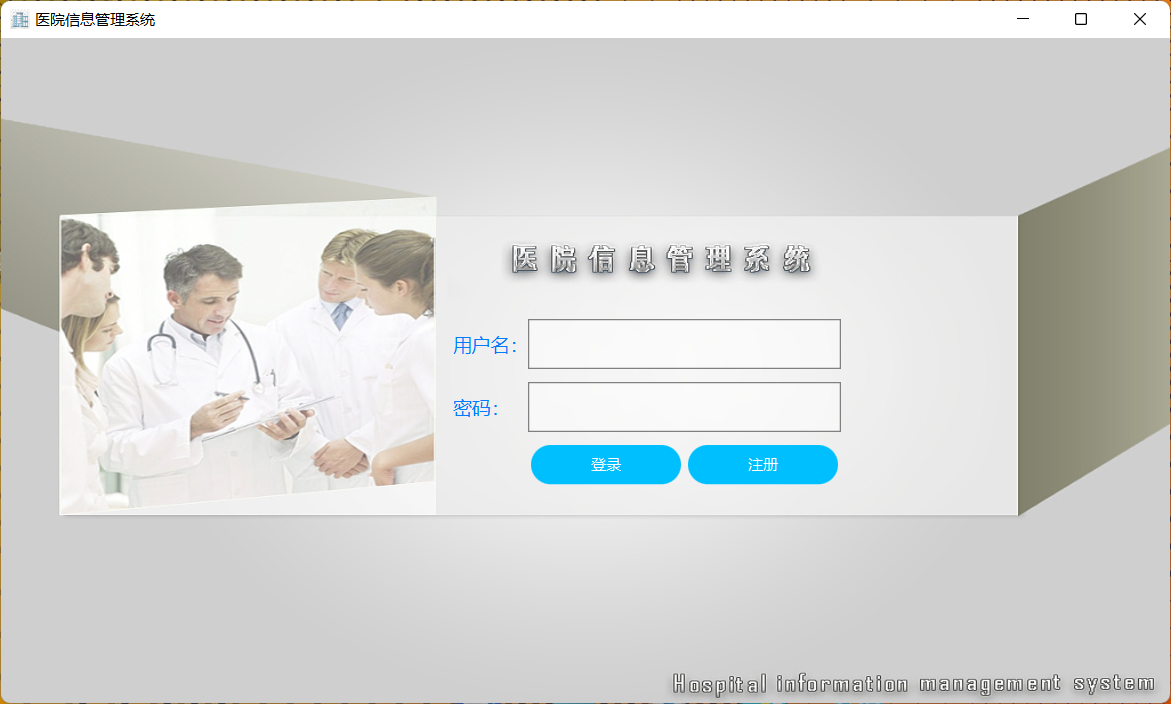 医院信息管理系统
医院信息管理系统
用户名：
密码：
登录 注册
Hospital information management system